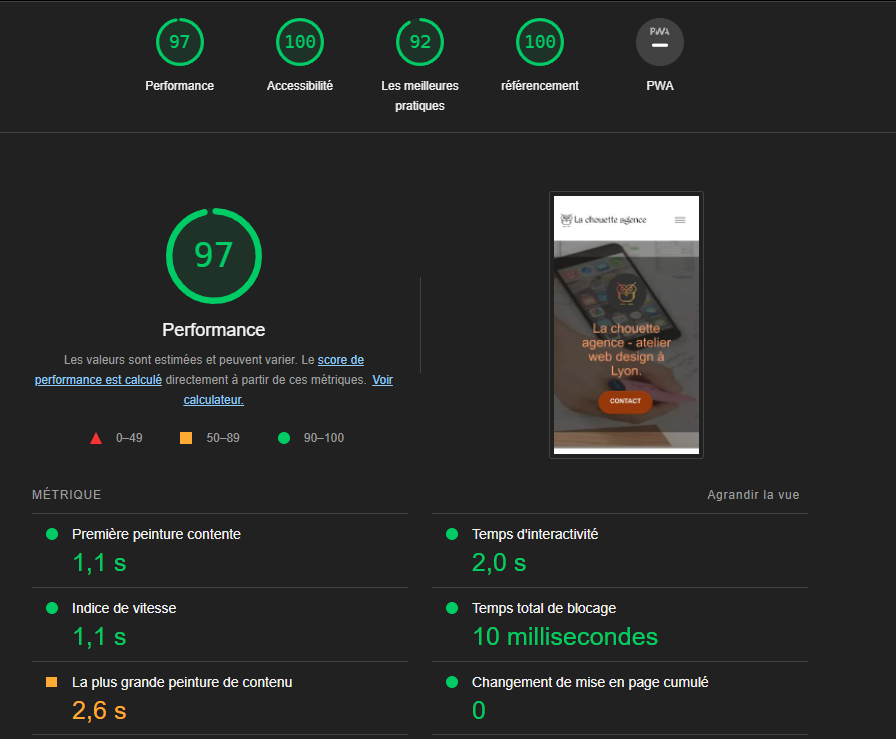 97
100
92
100
PWA
Performance
Accessibilité
Les meilleures
pratiques
référencement
PWA
97
Performance
Les valeurs sont estimées et peuvent varier. Le score de
performance est calculé directement à partir de ces métriques. Voir
calculateur.
0–49
50–89
90–100
La chouette agence
La chouette
agence - atelier
web design à
Lyon.
CONTACT
MÉTRIQUE
Agrandir la vue
Première peinture contente
1,1 s
Temps d'interactivité
2,0 s
Indice de vitesse
1,1 s
Temps total de blocage
10 millisecondes
La plus grande peinture de contenu
2,6 s
Changement de mise en page cumulé
0